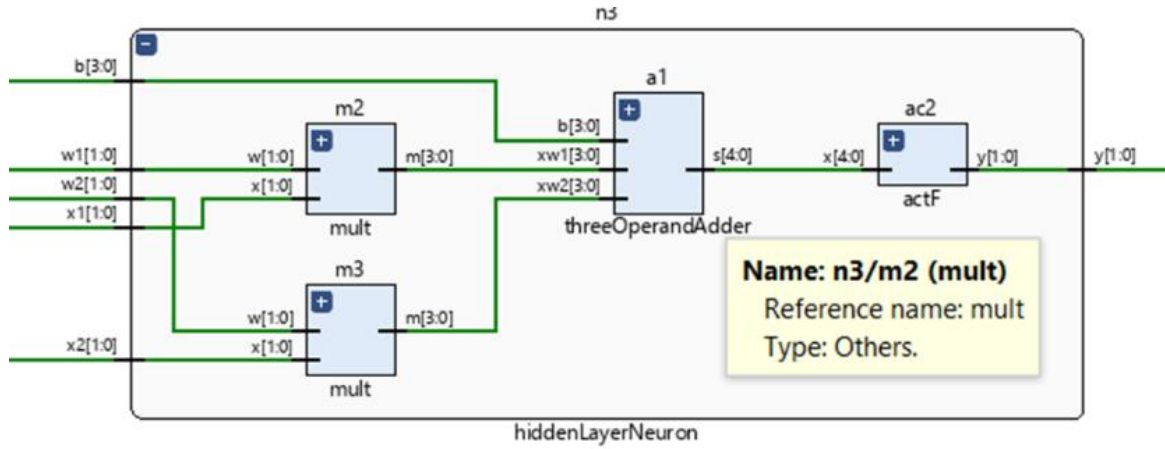 n3
b[3:0]
a1
m2
ac2
b[3:0]
w1[1:0]
w[1:0]
m[3:0]
xw1[3:0]
s[4:0]
x[4:0]
y[1:0]
y[1:0]
w2[1:0]
x[1:0]
xw2[3:0]
x1[1:0]
mult
threeOperandAdder
actF
m3
Name: n3/m2 (mult)
Reference name: mult
Type: Others.
w[1:0]
m[3:0]
x2[1:0]
x[1:0]
mult
hiddenLayerNeuron